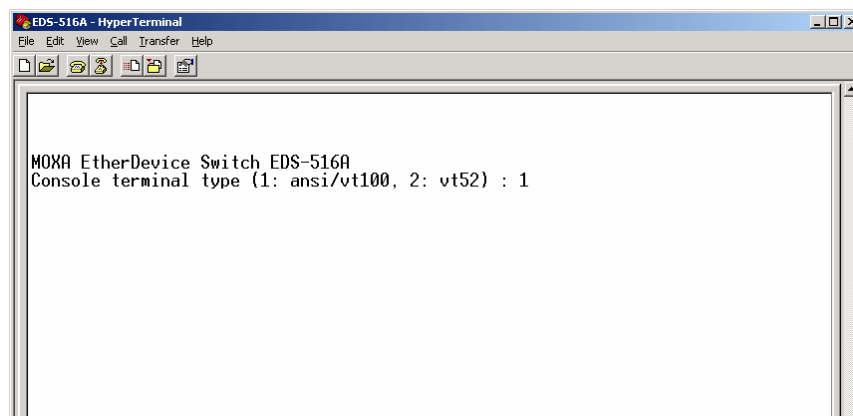 EDS-516A - HyperTerminal
File Edit View Call Transfer Help
MOXA EtherDevice Switch EDS-516A
Console terminal type (1: ansi/vt100, 2: vt52) : 1